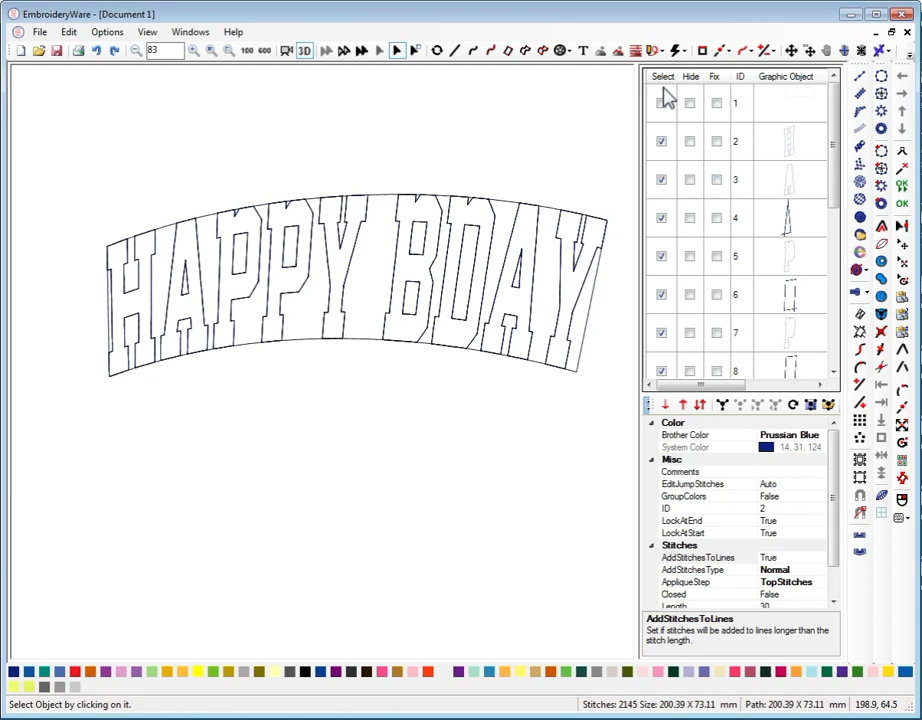 EmbroideryWare - [Document 1]
File Edit Options View Windows Help
83 100 600 3D
Select Hide Fix ID Graphic Object
1
2
3
4
5
6
7
8
HAPPY BDAY
Color
Brother Color Prussian Blue
System Color 14, 31, 124
Misc
Comments
EditJumpStitches Auto
GroupColors False
ID 2
LockAtEnd True
LockAtStart True
Stitches
AddStitchesToLines True
AddStitchesType Normal
AppliqueStep TopStitches
Closed False
Length 30
AddStitchesToLines
Set if stitches will be added to lines longer than the
stitch length.
OK
OK
Select Object by clicking on it.
Stitches: 2145 Size: 200.39 x 73.11 mm Path: 200.39 x 73.11 mm 198.9, 64.5